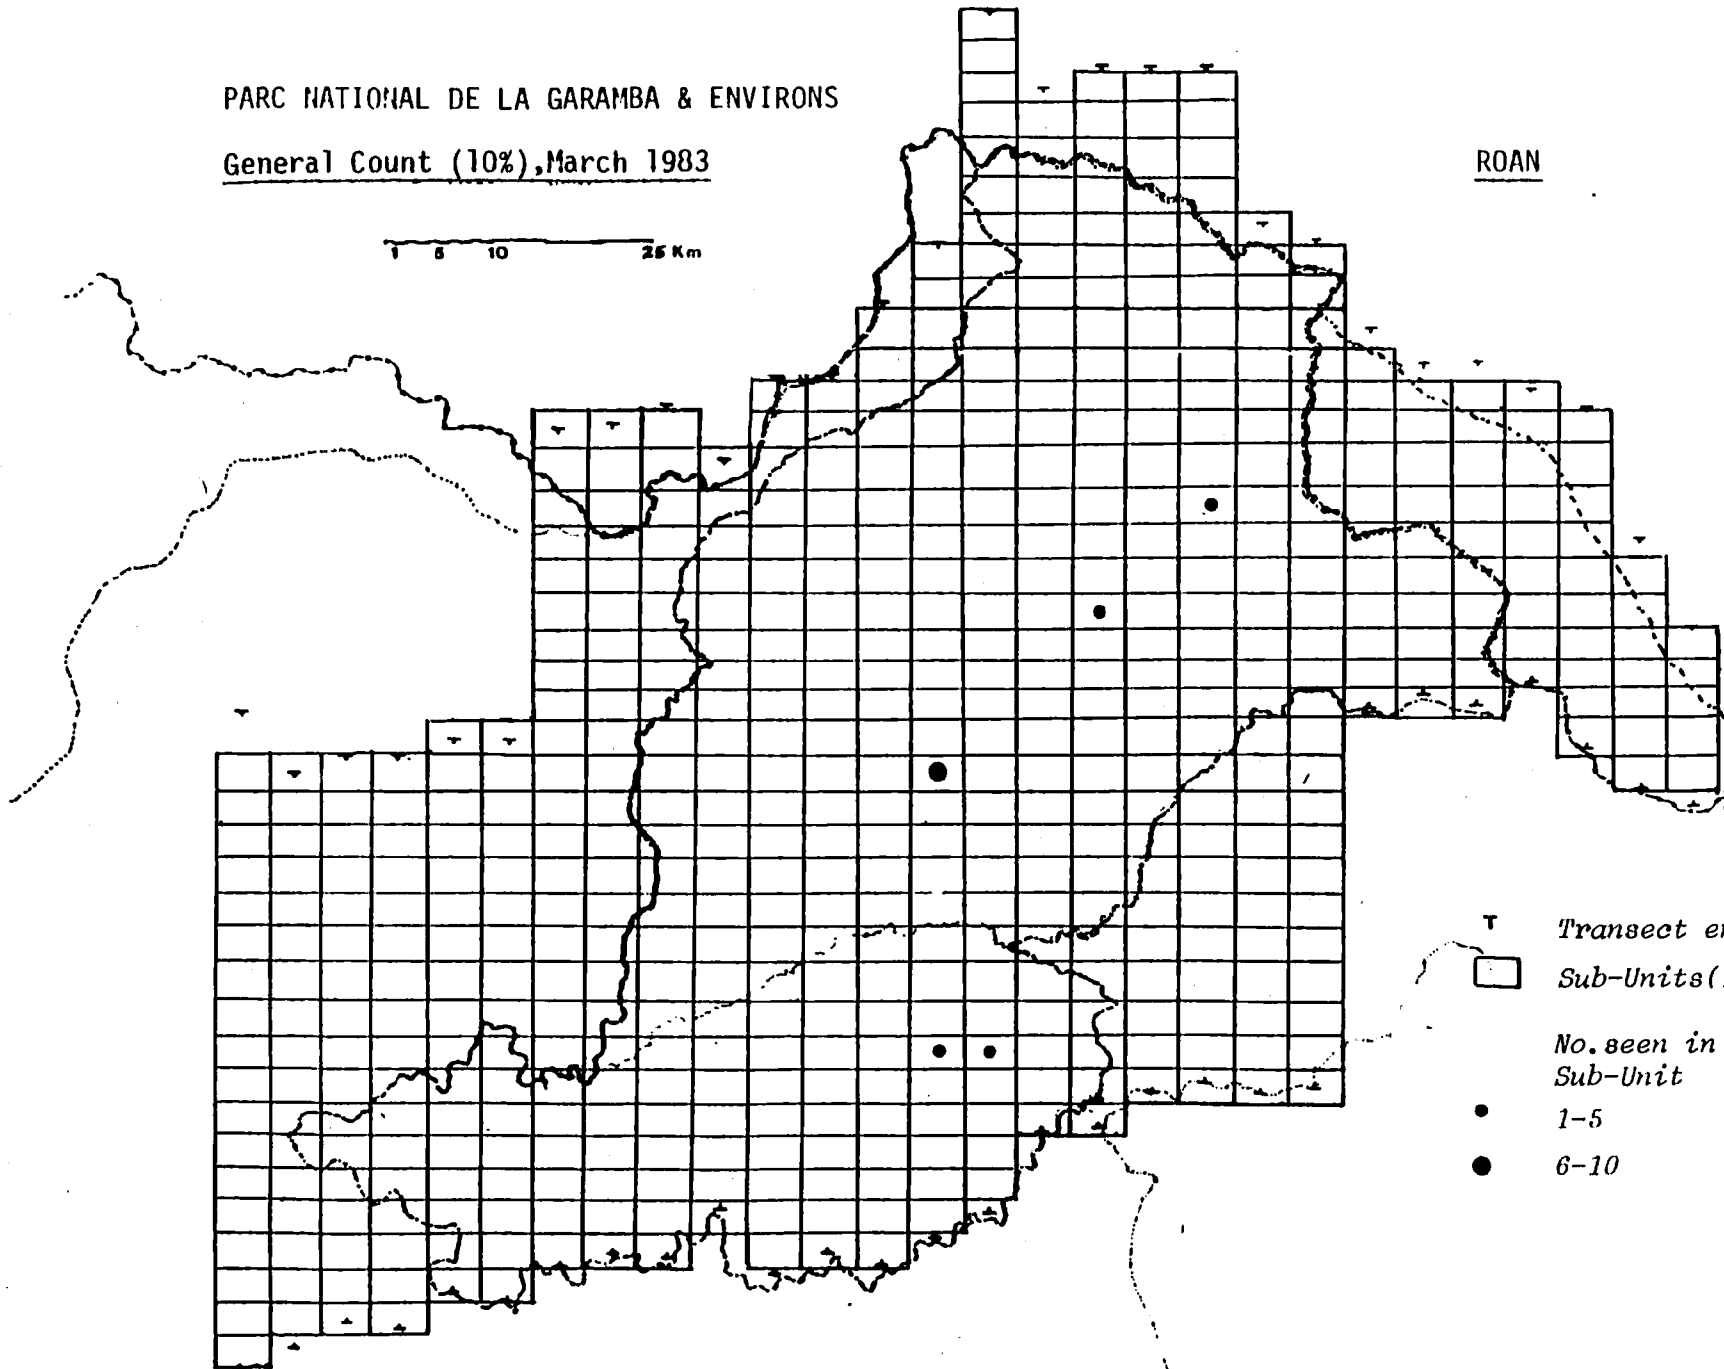 PARC NATIONAL DE LA GARAMBA & ENVIRONS
General Count (10%),March 1983
ROAN
1 5 10 25 Km
T Transect
Sub-Units(
No.seen in
Sub-Unit
1-5
6-10